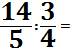 14/5 : 3/4 =